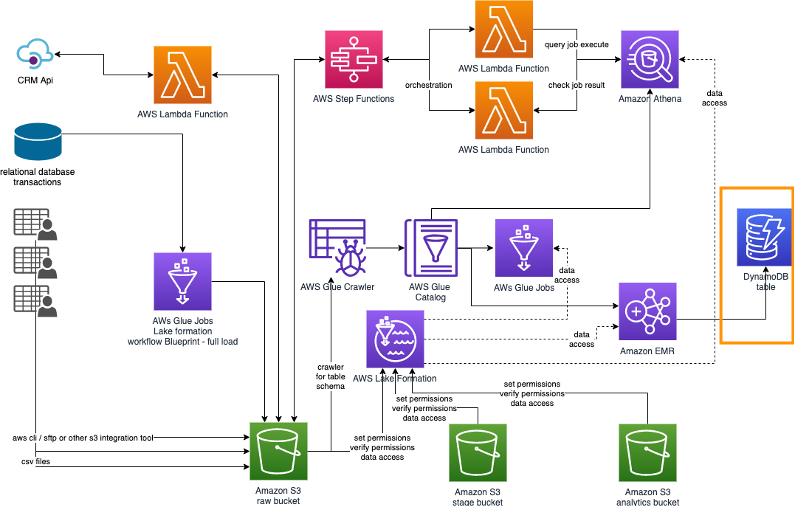 CRM Api
AWS Lambda Function
relational database
transactions
AWs Glue Jobs
Lake formation
workflow Blueprint - full load
aws cli / sftp or other s3 integration tool
csv files
Amazon S3
raw bucket
AWS Step Functions
orchestration
AWS Lambda Function
AWS Lambda Function
query job execute
check job result
Amazon Athena
data
access
AWS Glue Crawler
AWS Glue
Catalog
AWs Glue Jobs
data
access
DynamoDB
table
Amazon EMR
data
access
AWS Lake Formation
crawler
for table
schema
set permissions
verify permissions
data access
set permissions
verify permissions
data access
set permissions
verify permissions
data access
Amazon S3
stage bucket
Amazon S3
analytics bucket